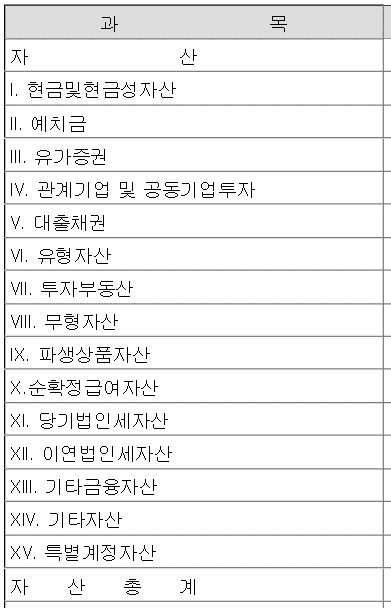 과 목
자 산
I. 현금및현금성자산
II. 예치금
III. 유가증권
IV. 관계기업 및 공동기업투자
V. 대출채권
VI. 유형자산
VII. 투자부동산
VIII. 무형자산
IX. 파생상품자산
X.순확정급여자산
XI. 당기법인세자산
XII. 이연법인세자산
XIII. 기타금융자산
XIV. 기타자산
XV. 특별계정자산
자 산 총 계